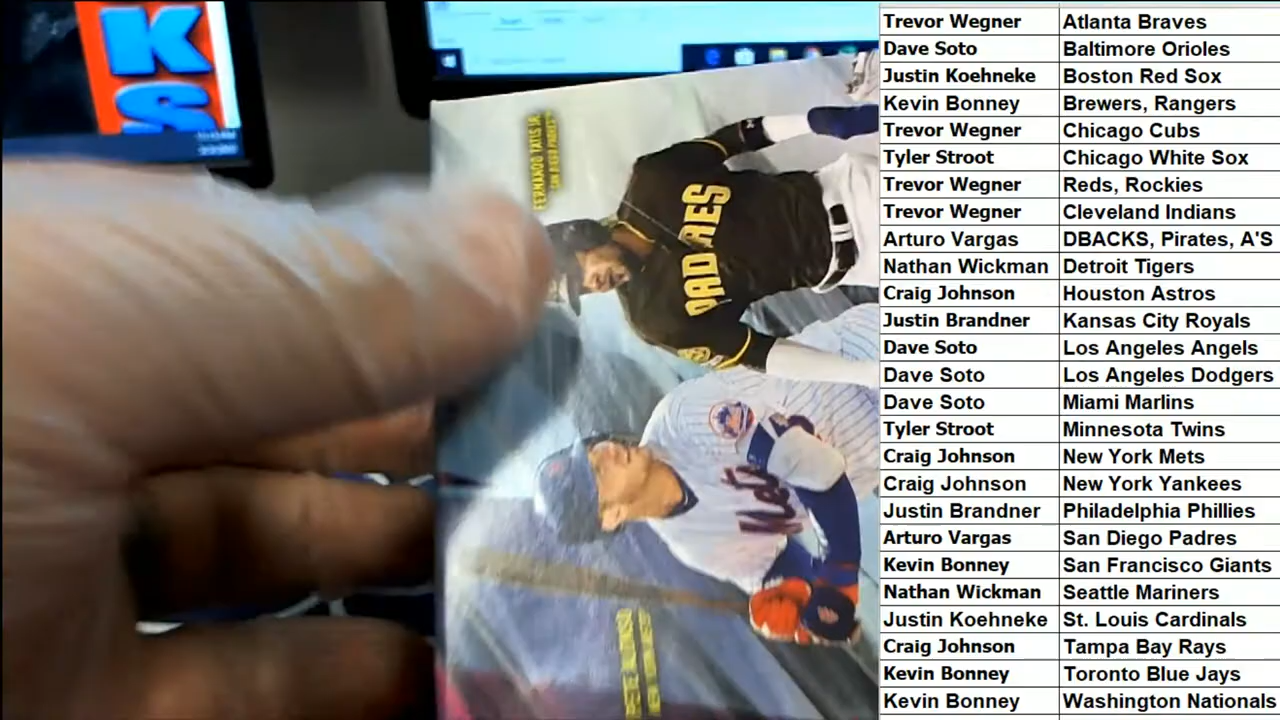 K
S
FERNANDO TATIS JR.
SAN DIEGO PADRES
PADRES
Mets
PETE ALONSO
NEW YORK METS
Trevor Wegner Atlanta Braves
Dave Soto Baltimore Orioles
Justin Koehneke Boston Red Sox
Kevin Bonney Brewers, Rangers
Trevor Wegner Chicago Cubs
Tyler Stroot Chicago White Sox
Trevor Wegner Reds, Rockies
Trevor Wegner Cleveland Indians
Arturo Vargas DBACKS, Pirates, A'S
Nathan Wickman Detroit Tigers
Craig Johnson Houston Astros
Justin Brandner Kansas City Royals
Dave Soto Los Angeles Angels
Dave Soto Los Angeles Dodgers
Dave Soto Miami Marlins
Tyler Stroot Minnesota Twins
Craig Johnson New York Mets
Craig Johnson New York Yankees
Justin Brandner Philadelphia Phillies
Arturo Vargas San Diego Padres
Kevin Bonney San Francisco Giants
Nathan Wickman Seattle Mariners
Justin Koehneke St. Louis Cardinals
Craig Johnson Tampa Bay Rays
Kevin Bonney Toronto Blue Jays
Kevin Bonney Washington Nationals